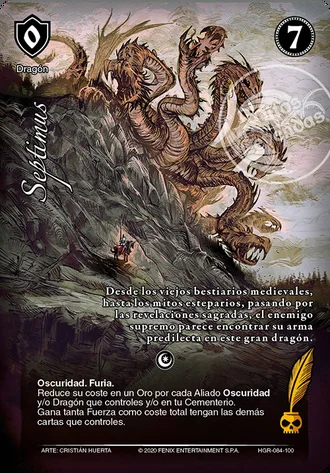 0
7
Dragón
Septimus
Desde los viejos bestiarios medievales,
hasta los mitos esteparios, pasando por
las revelaciones sagradas, el enemigo
supremo parece encontrar su arma
predilecta en este gran dragón.
Oscuridad. Furia.
Reduce su coste en un Oro por cada Aliado Oscuridad
y/o Dragón que controles y/o en tu Cementerio.
Gana tanta Fuerza como coste total tengan las demás
cartas que controles.
ARTE: CRISTIÁN HUERTA
© 2020 FENIX ENTERTAINMENT S.P.A.
HGR-084-100